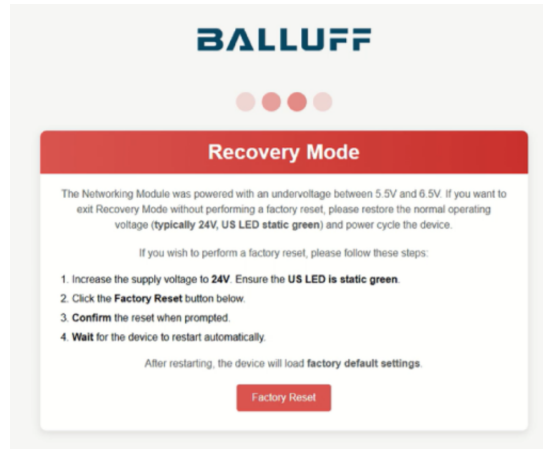 BALLUFF
Recovery Mode
The Networking Module was powered with an undervoltage between 5.5V and 6.5V. If you want to
exit Recovery Mode without performing a factory reset, please restore the normal operating
voltage (typically 24V, US LED static green) and power cycle the device.
If you wish to perform a factory reset, please follow these steps:
1. Increase the supply voltage to 24V. Ensure the US LED is static green.
2. Click the Factory Reset button below.
3. Confirm the reset when prompted.
4. Wait for the device to restart automatically.
After restarting, the device will load factory default settings.
Factory Reset